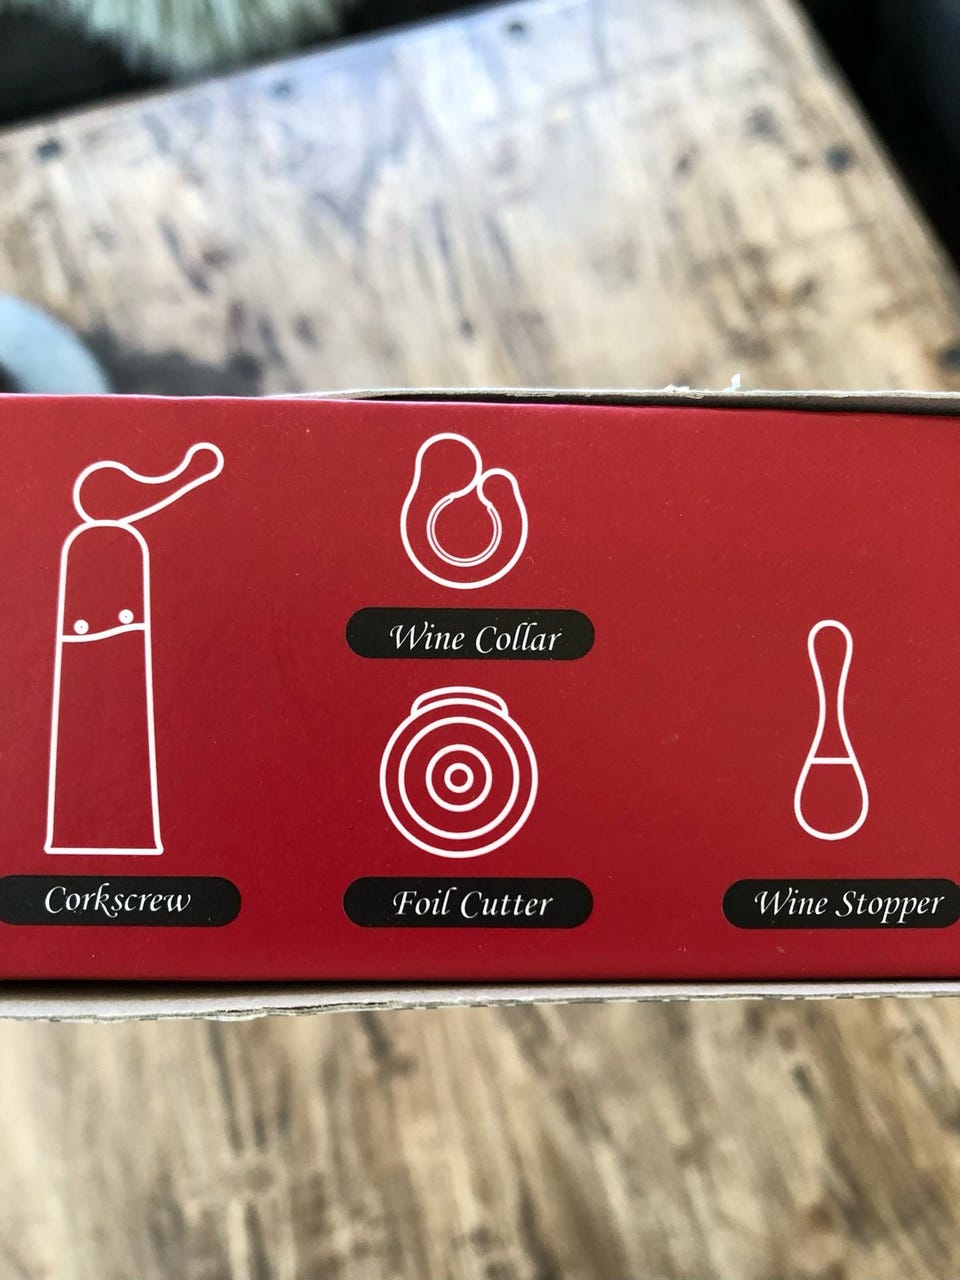 Wine Collar
Corkscrew
Foil Cutter
Wine Stopper